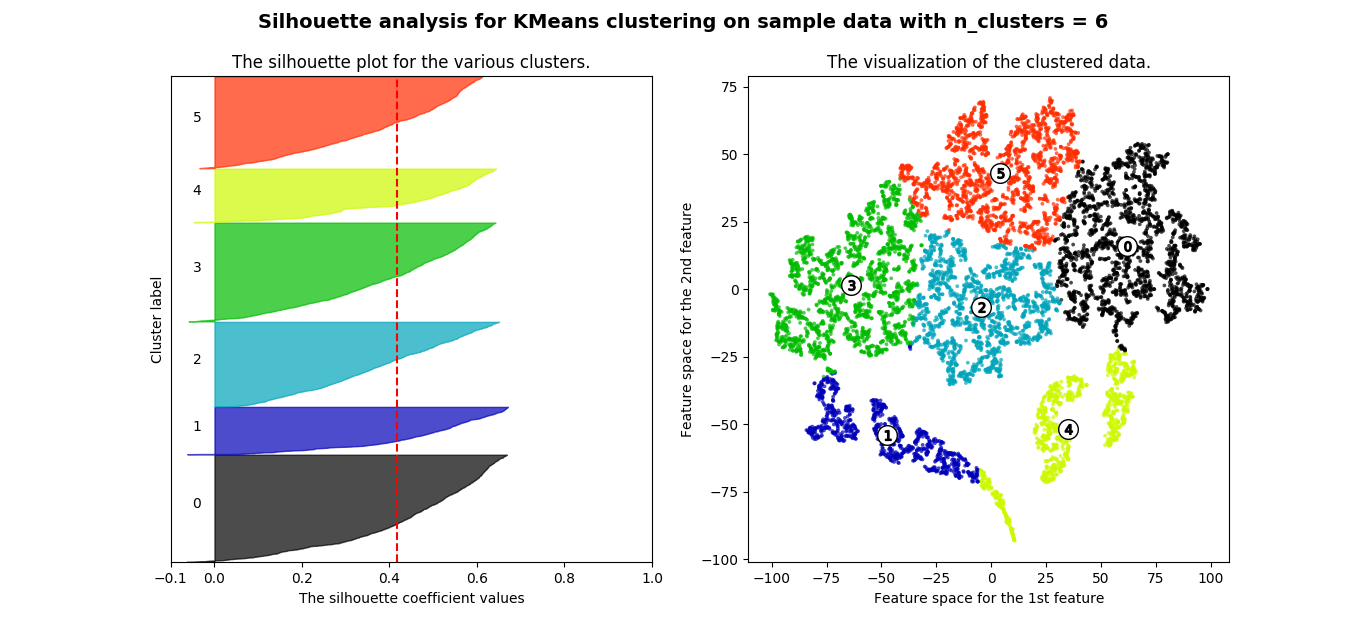 Silhouette analysis for KMeans clustering on sample data with n_clusters = 6
The silhouette plot for the various clusters.
Cluster label
5
4
3
2
1
0
−0.1 0.0 0.2 0.4 0.6 0.8 1.0
The silhouette coefficient values
The visualization of the clustered data.
Feature space for the 2nd feature
75
50
25
0
−25
−50
−75
−100
5
0
3
2
4
1
−100 −75 −50 −25 0 25 50 75 100
Feature space for the 1st feature